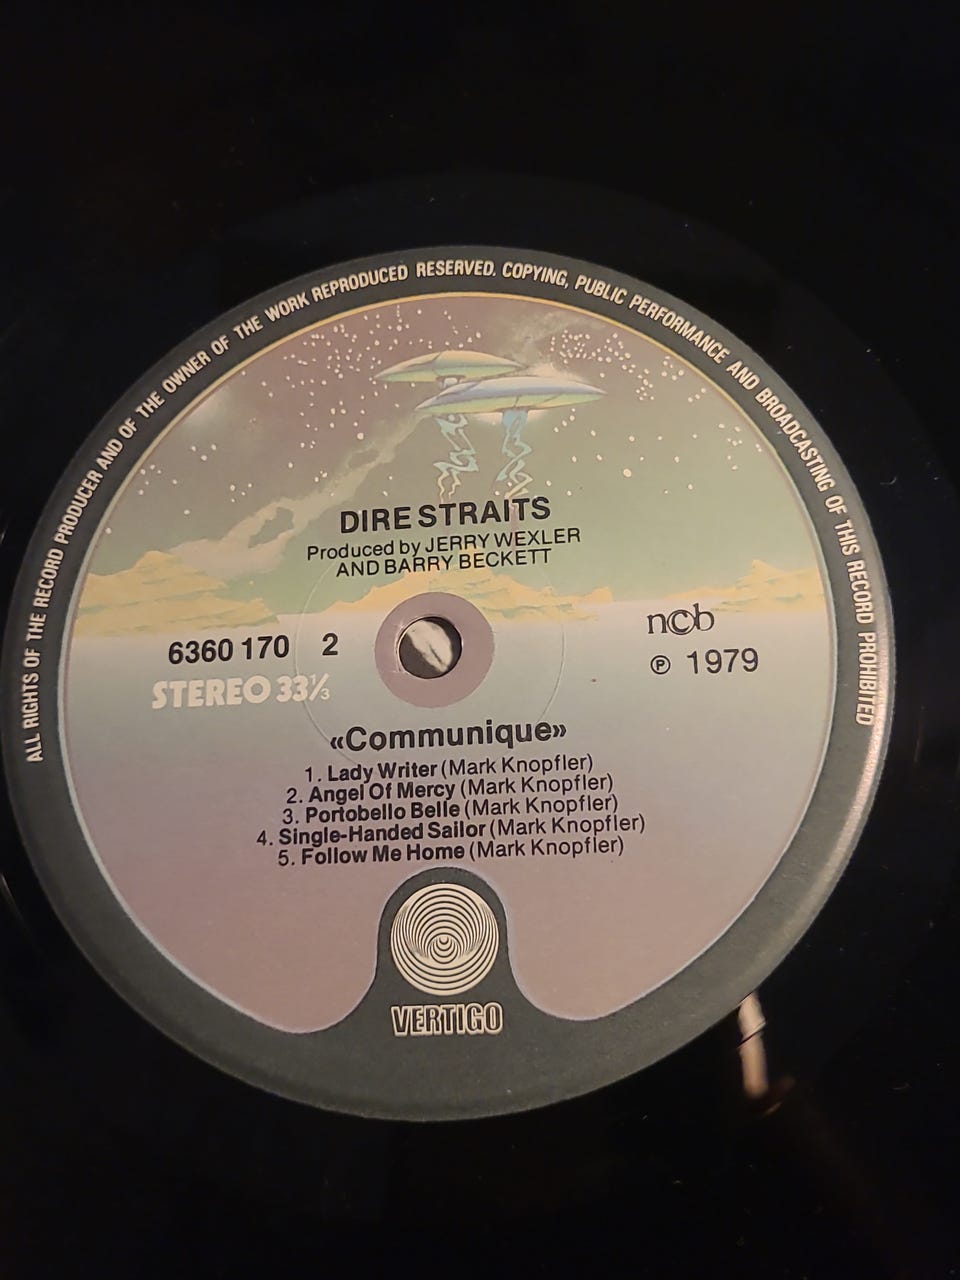 ALL RIGHTS OF THE RECORD PRODUCER AND OF THE OWNER OF THE WORK REPRODUCED RESERVED. COPYING, PUBLIC PERFORMANCE AND BROADCASTING OF THIS RECORD PROHIBITED
DIRE STRAITS
Produced by JERRY WEXLER
AND BARRY BECKETT
6360 170 2
ncb
STEREO 33⅓
℗ 1979
«Communique»
1. Lady Writer (Mark Knopfler)
2. Angel Of Mercy (Mark Knopfler)
3. Portobello Belle (Mark Knopfler)
4. Single-Handed Sailor (Mark Knopfler)
5. Follow Me Home (Mark Knopfler)
VERTIGO